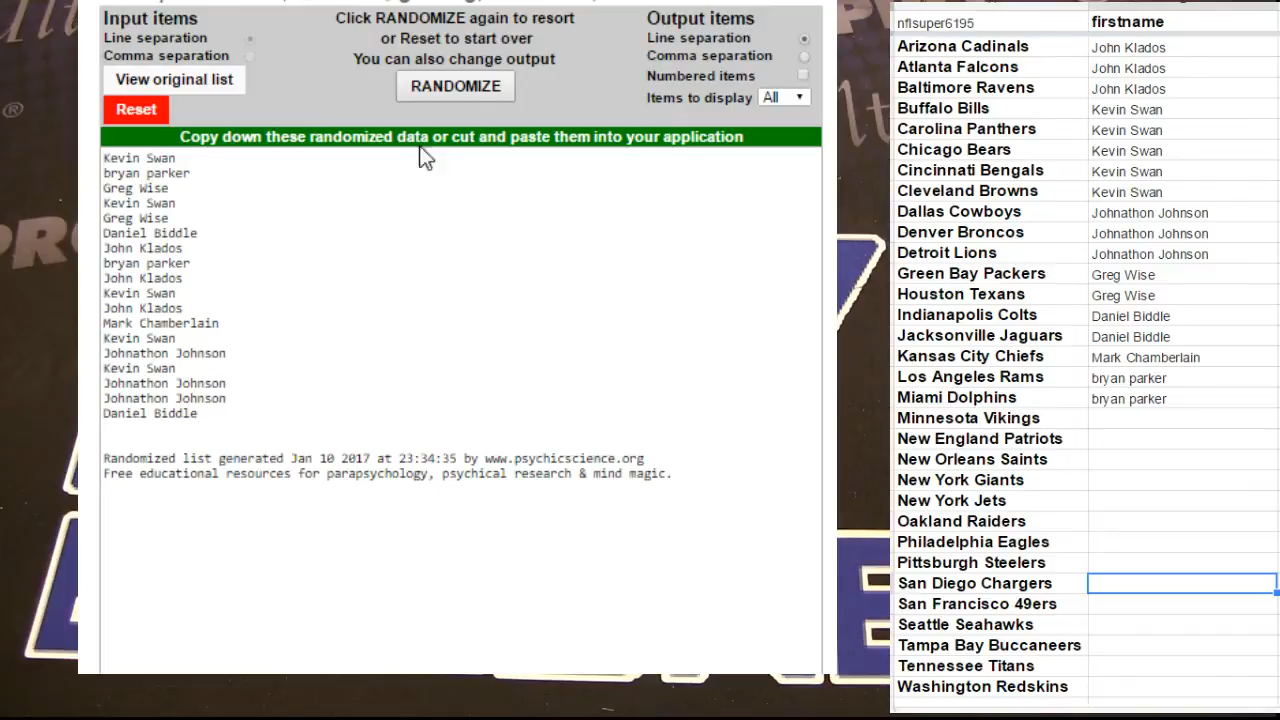 Input items
Line separation
Comma separation
View original list
Reset
Click RANDOMIZE again to resort
or Reset to start over
You can also change output
RANDOMIZE
Output items
Line separation
Comma separation
Numbered items
Items to display All
Copy down these randomized data or cut and paste them into your application
Kevin Swan
bryan parker
Greg Wise
Kevin Swan
Greg Wise
Daniel Biddle
John Klados
bryan parker
John Klados
Kevin Swan
John Klados
Mark Chamberlain
Kevin Swan
Johnathon Johnson
Kevin Swan
Johnathon Johnson
Johnathon Johnson
Daniel Biddle
Randomized list generated Jan 10 2017 at 23:34:35 by www.psychicscience.org
Free educational resources for parapsychology, psychical research & mind magic.
nflsuper6195 firstname
Arizona Cadinals John Klados
Atlanta Falcons John Klados
Baltimore Ravens John Klados
Buffalo Bills Kevin Swan
Carolina Panthers Kevin Swan
Chicago Bears Kevin Swan
Cincinnati Bengals Kevin Swan
Cleveland Browns Kevin Swan
Dallas Cowboys Johnathon Johnson
Denver Broncos Johnathon Johnson
Detroit Lions Johnathon Johnson
Green Bay Packers Greg Wise
Houston Texans Greg Wise
Indianapolis Colts Daniel Biddle
Jacksonville Jaguars Daniel Biddle
Kansas City Chiefs Mark Chamberlain
Los Angeles Rams bryan parker
Miami Dolphins bryan parker
Minnesota Vikings
New England Patriots
New Orleans Saints
New York Giants
New York Jets
Oakland Raiders
Philadelphia Eagles
Pittsburgh Steelers
San Diego Chargers
San Francisco 49ers
Seattle Seahawks
Tampa Bay Buccaneers
Tennessee Titans
Washington Redskins